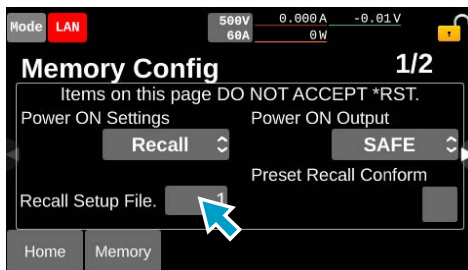 Mode LAN 500V 60A 0.000A -0.01V 0W
Memory Config 1/2
Items on this page DO NOT ACCEPT *RST.
Power ON Settings Power ON Output
Recall SAFE
Preset Recall Conform
Recall Setup File. 1
Home Memory